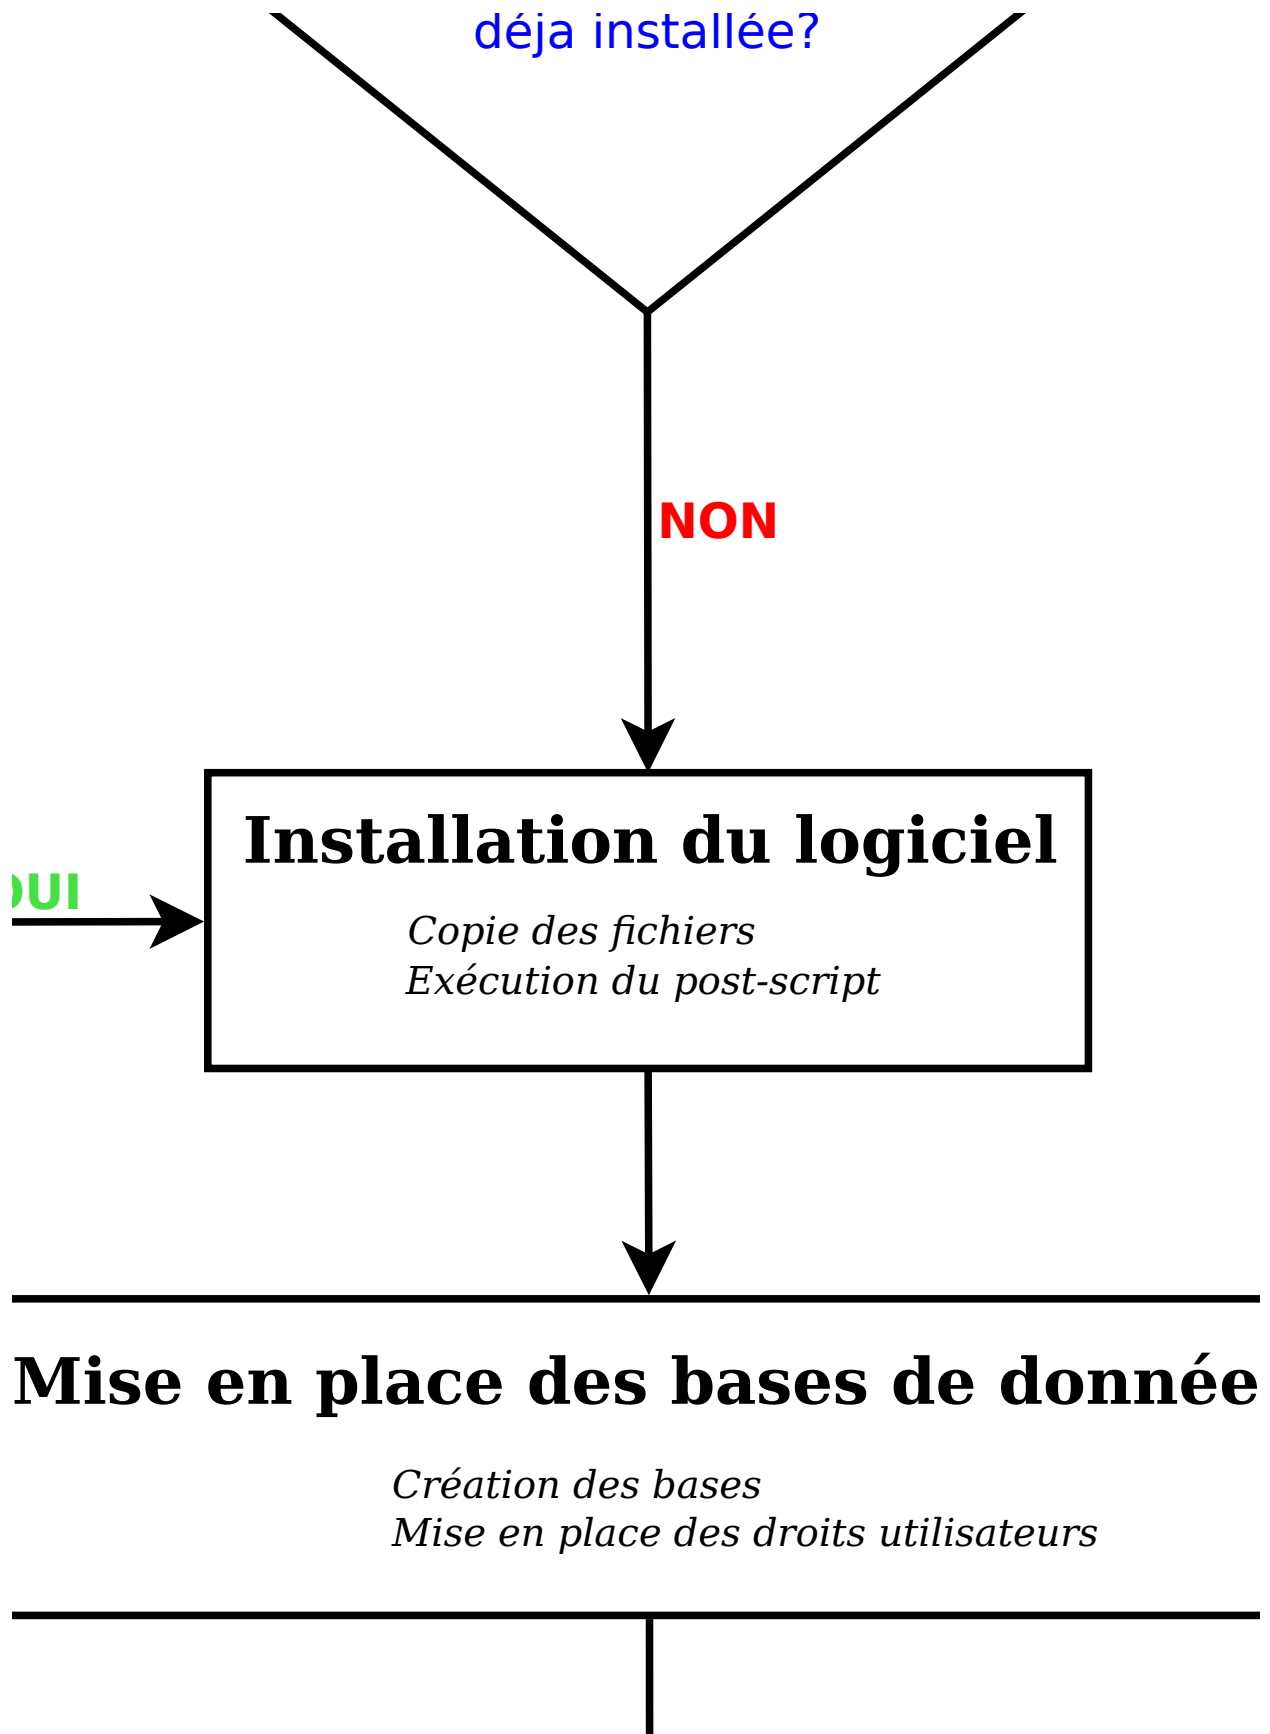 déja installée?
NON
Installation du logiciel
OUI
Copie des fichiers
Exécution du post-script
Mise en place des bases de donnée
Création des bases
Mise en place des droits utilisateurs